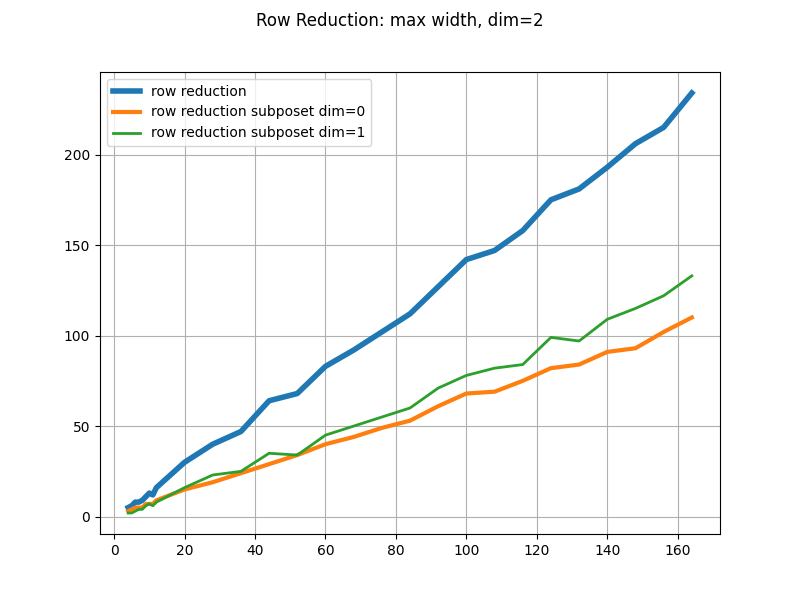 Row Reduction: max width, dim=2
row reduction
row reduction subposet dim=0
row reduction subposet dim=1
200
150
100
50
0
0 20 40 60 80 100 120 140 160